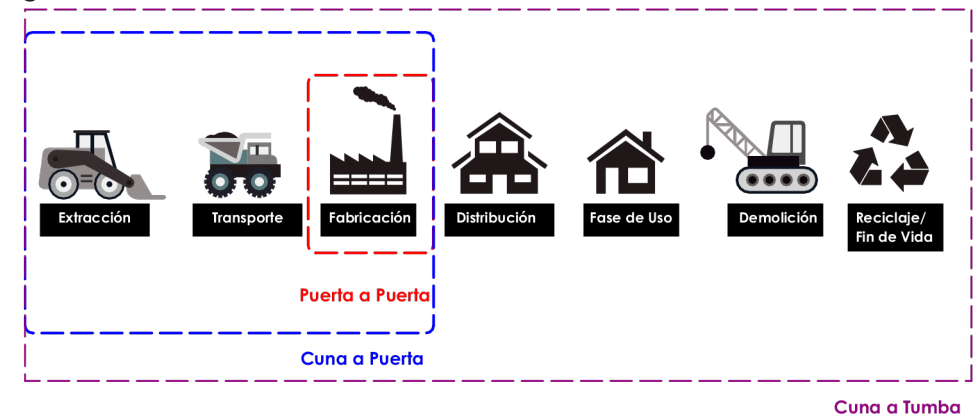 Extracción
Transporte
Fabricación
Distribución
Fase de Uso
Demolición
Reciclaje/
Fin de Vida
Puerta a Puerta
Cuna a Puerta
Cuna a Tumba